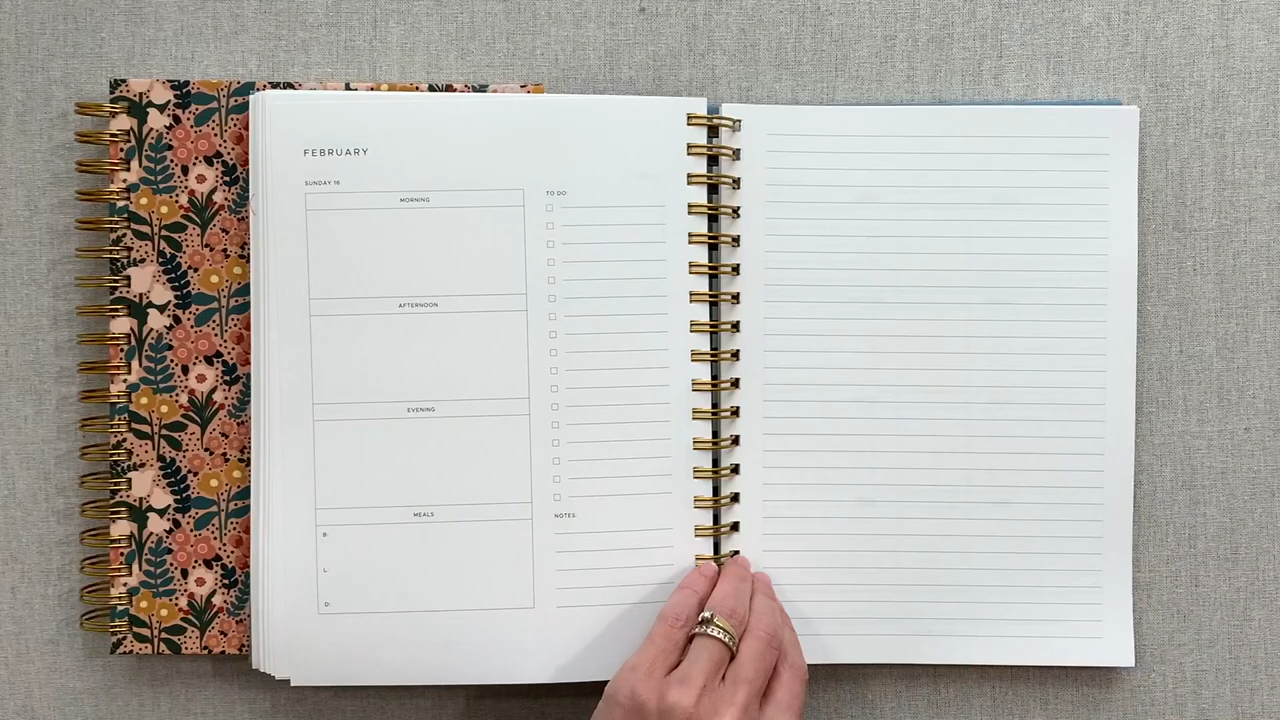 FEBRUARY
SUNDAY 16
MORNING
AFTERNOON
EVENING
MEALS
B:
L:
D:
TO DO:
NOTES: